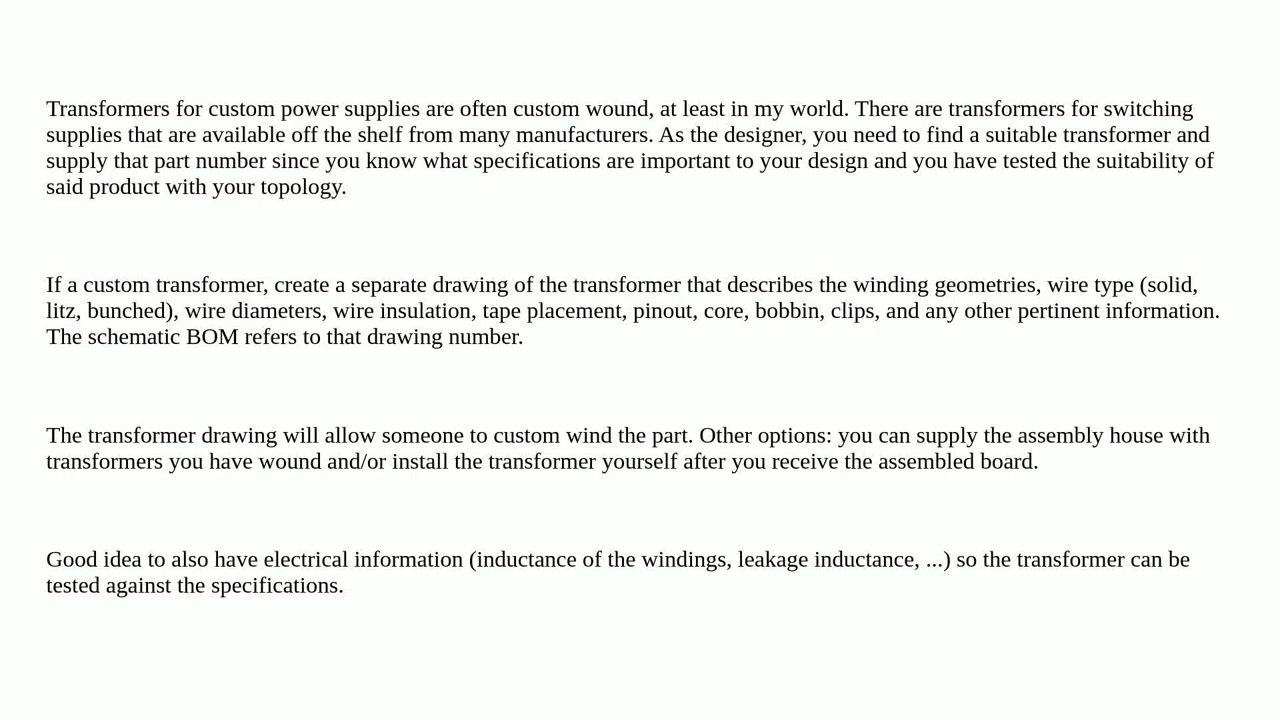 Transformers for custom power supplies are often custom wound, at least in my world. There are transformers for switching
supplies that are available off the shelf from many manufacturers. As the designer, you need to find a suitable transformer and
supply that part number since you know what specifications are important to your design and you have tested the suitability of
said product with your topology.
If a custom transformer, create a separate drawing of the transformer that describes the winding geometries, wire type (solid,
litz, bunched), wire diameters, wire insulation, tape placement, pinout, core, bobbin, clips, and any other pertinent information.
The schematic BOM refers to that drawing number.
The transformer drawing will allow someone to custom wind the part. Other options: you can supply the assembly house with
transformers you have wound and/or install the transformer yourself after you receive the assembled board.
Good idea to also have electrical information (inductance of the windings, leakage inductance, ...) so the transformer can be
tested against the specifications.